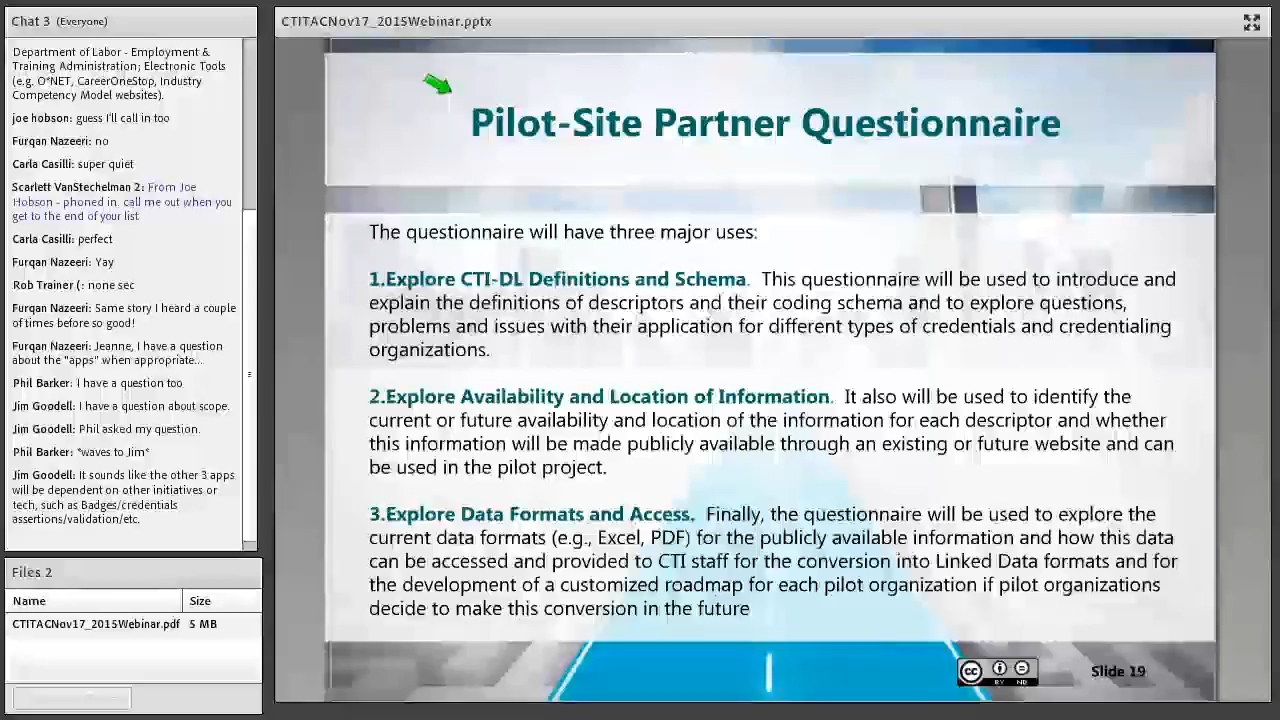 Chat 3 (Everyone)
Department of Labor - Employment &
Training Administration; Electronic Tools
(e.g. O*NET, CareerOneStop, Industry
Competency Model websites).
joe hobson: guess I'll call in too
Furqan Nazeeri: no
Carla Casilli: super quiet
Scarlett VanStechelman 2: From Joe
Hobson - phoned in. call me out when you
get to the end of your list
Carla Casilli: perfect
Furqan Nazeeri: Yay
Rob Trainer (: none sec
Furqan Nazeeri: Same story I heard a couple
of times before so good!
Furqan Nazeeri: Jeanne, I have a question
about the "apps" when appropriate...
Phil Barker: I have a question too
Jim Goodell: I have a question about scope.
Jim Goodell: Phil asked my question.
Phil Barker: *waves to Jim*
Jim Goodell: It sounds like the other 3 apps
will be dependent on other initiatives or
tech, such as Badges/credentials
assertions/validation/etc.
Files 2
Name Size
CTITACNov17_2015Webinar.pdf 5 MB
CTITACNov17_2015Webinar.pptx
Pilot-Site Partner Questionnaire
The questionnaire will have three major uses:
1.Explore CTI-DL Definitions and Schema. This questionnaire will be used to introduce and
explain the definitions of descriptors and their coding schema and to explore questions,
problems and issues with their application for different types of credentials and credentialing
organizations.
2.Explore Availability and Location of Information. It also will be used to identify the
current or future availability and location of the information for each descriptor and whether
this information will be made publicly available through an existing or future website and can
be used in the pilot project.
3.Explore Data Formats and Access. Finally, the questionnaire will be used to explore the
current data formats (e.g., Excel, PDF) for the publicly available information and how this data
can be accessed and provided to CTI staff for the conversion into Linked Data formats and for
the development of a customized roadmap for each pilot organization if pilot organizations
decide to make this conversion in the future
cc BY ND
Slide 19